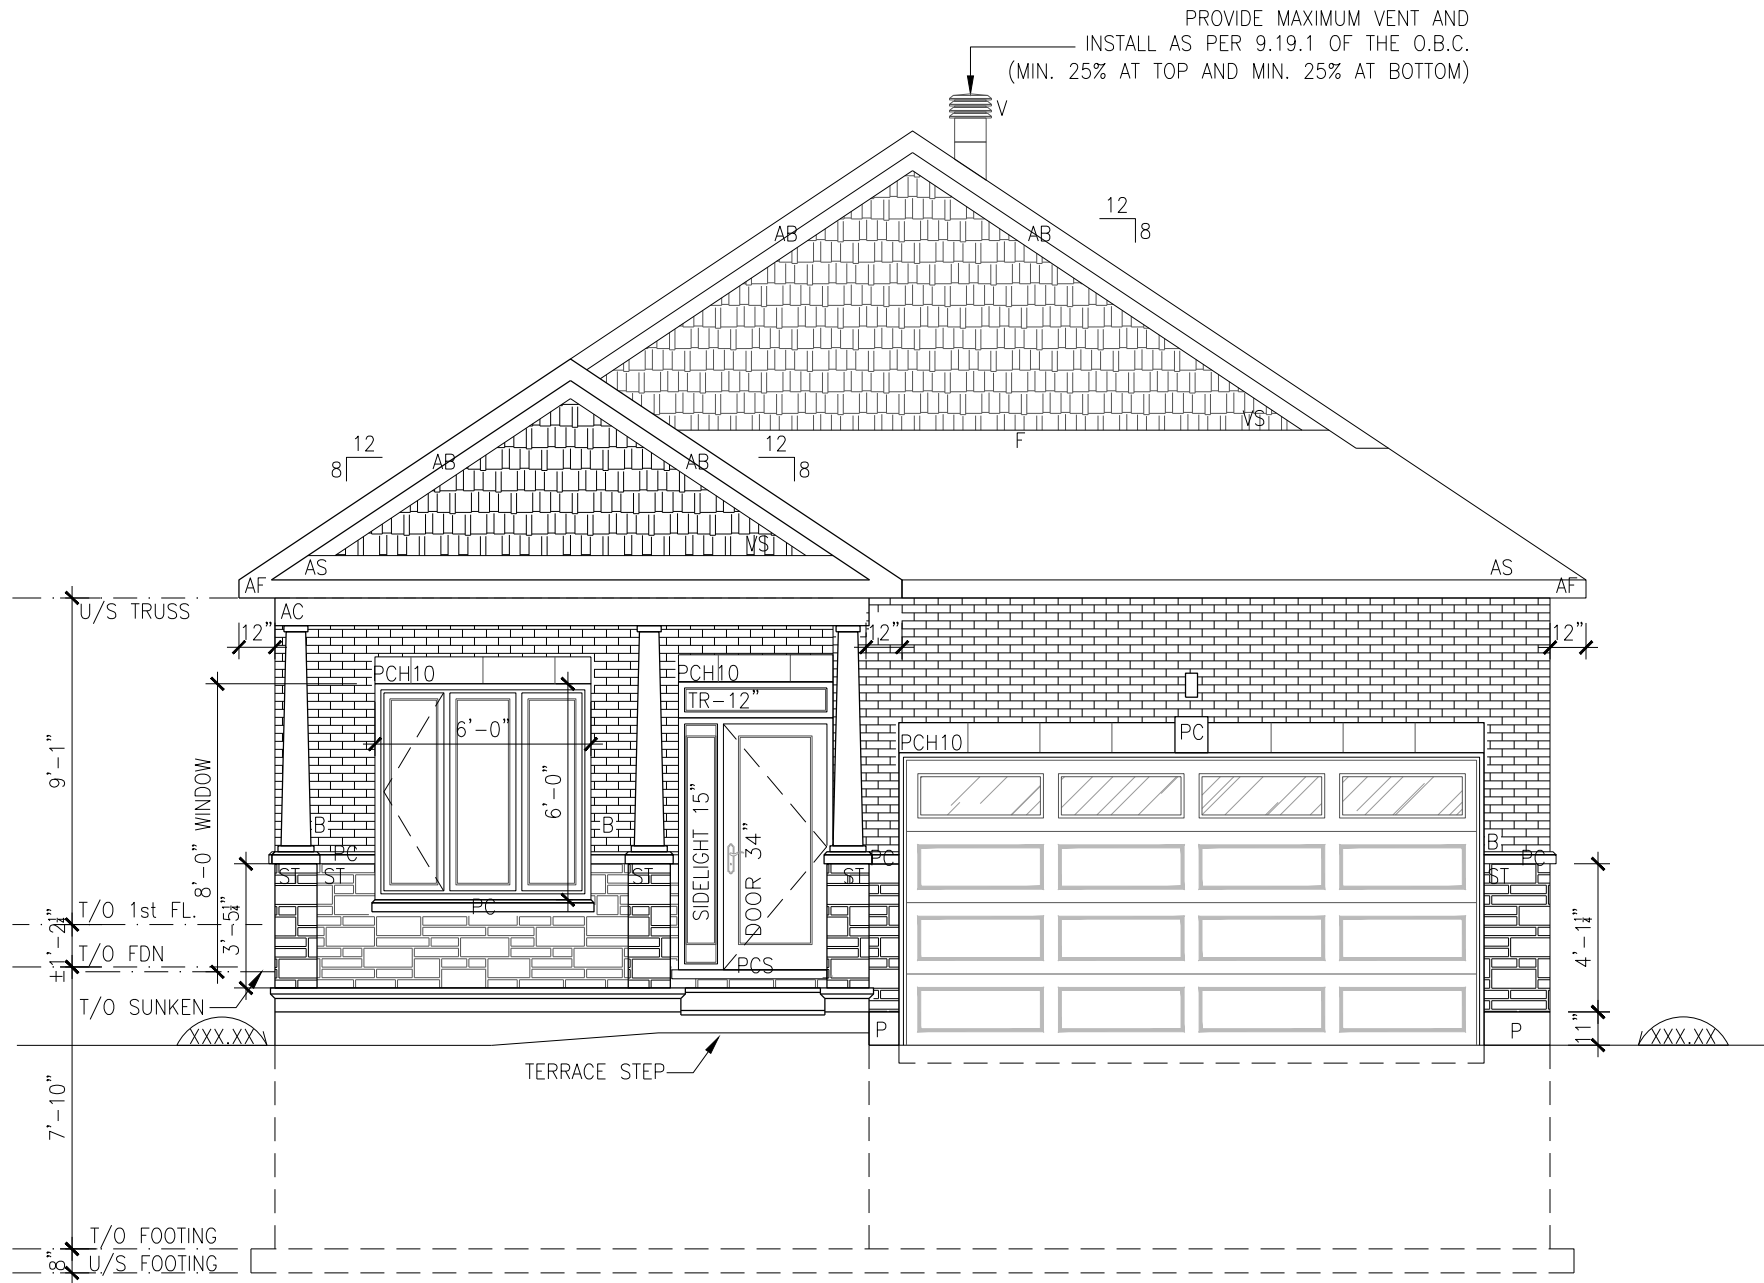 PROVIDE MAXIMUM VENT AND
INSTALL AS PER 9.19.1 OF THE O.B.C.
(MIN. 25% AT TOP AND MIN. 25% AT BOTTOM)
V
12
8
AB
AB
VS
F
12
8
12
8
AB
AB
VS
AS
AS
AF
AF
U/S TRUSS
AC
12"
12"
12"
PCH10
PCH10
TR-12"
6'-0"
6'-0"
PCH10
PC
9'-1"
8'-0" WINDOW
SIDELIGHT 15"
DOOR 34"
B
B
B
PC
PC
PC
ST
ST
ST
ST
ST
PC
T/O 1st FL.
±1'-2½"
3'-5¼"
4'-1¼"
T/O FDN
PCS
T/O SUNKEN
XXX.XX
P
P
11"
XXX.XX
TERRACE STEP
7'-10"
T/O FOOTING
U/S FOOTING
8"